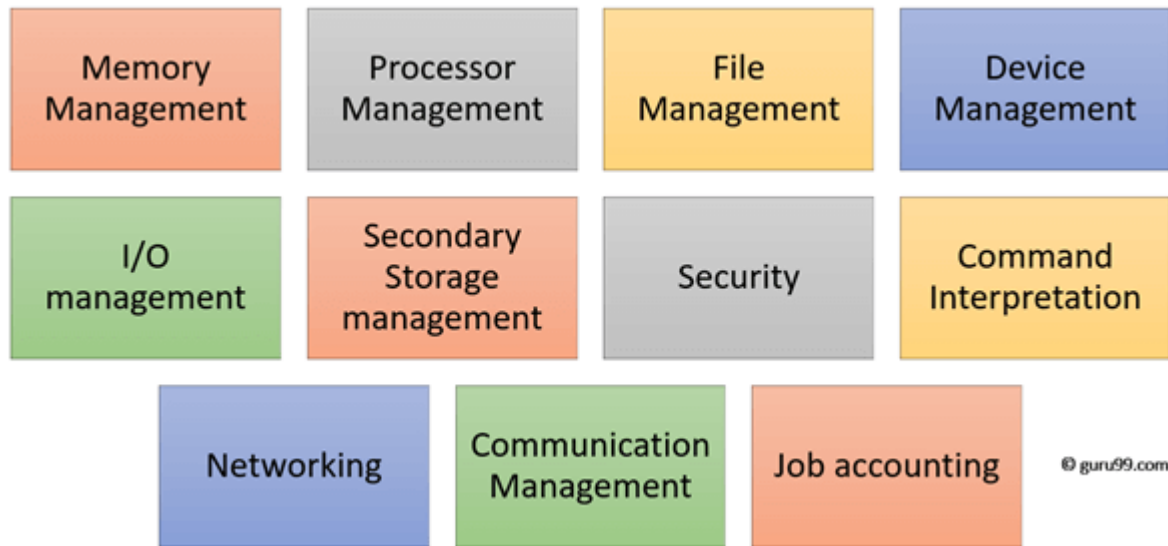 Memory
Management
Processor
Management
File
Management
Device
Management
I/O
management
Secondary
Storage
management
Security
Command
Interpretation
Networking
Communication
Management
Job accounting
© guru99.com